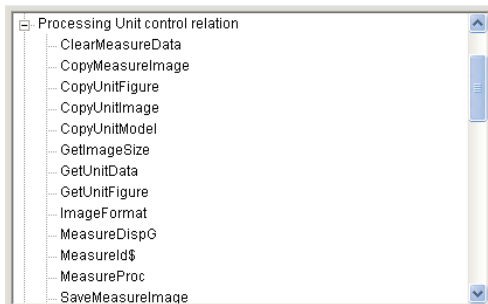 Processing Unit control relation
ClearMeasureData
CopyMeasureImage
CopyUnitFigure
CopyUnitImage
CopyUnitModel
GetImageSize
GetUnitData
GetUnitFigure
ImageFormat
MeasureDispG
MeasureId$
MeasureProc
SaveMeasureImage